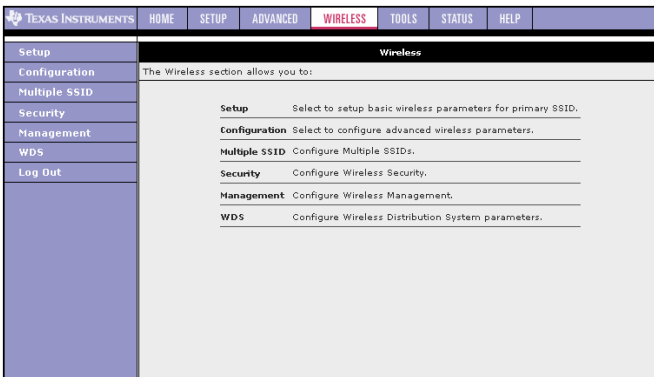 TEXAS INSTRUMENTS HOME SETUP ADVANCED WIRELESS TOOLS STATUS HELP
Setup
Configuration
Multiple SSID
Security
Management
WDS
Log Out
Wireless
The Wireless section allows you to:
Setup Select to setup basic wireless parameters for primary SSID.
Configuration Select to configure advanced wireless parameters.
Multiple SSID Configure Multiple SSIDs.
Security Configure Wireless Security.
Management Configure Wireless Management.
WDS Configure Wireless Distribution System parameters.